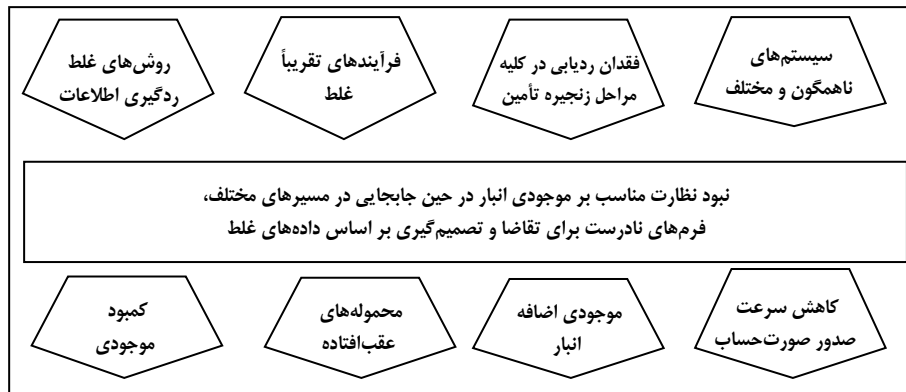 سیستم‌های
ناهمگون و مختلف
فقدان ردیابی در کلیه
مراحل زنجیره تأمین
فرآیندهای تقریباً
غلط
روش‌های غلط
ردگیری اطلاعات
نبود نظارت مناسب بر موجودی انبار در حین جابجایی در مسیرهای مختلف،
فرم‌های نادرست برای تقاضا و تصمیم‌گیری بر اساس داده‌های غلط
کاهش سرعت
صدور صورت‌حساب
موجودی اضافه
انبار
محموله‌های
عقب‌افتاده
کمبود
موجودی